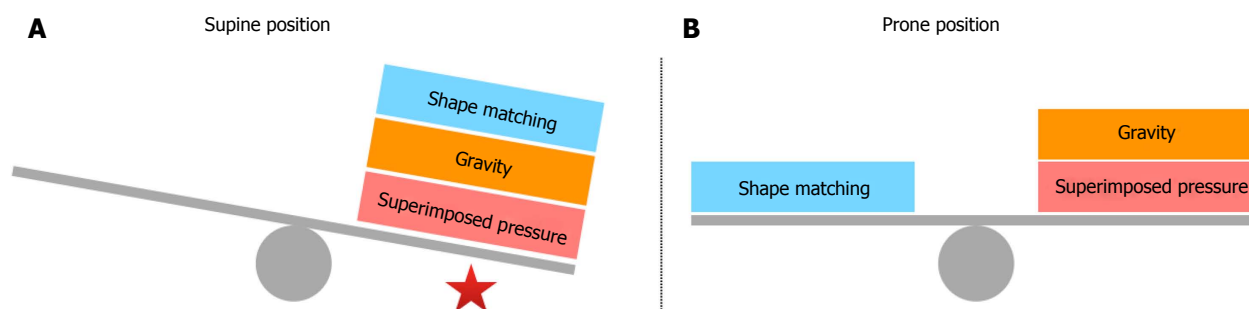 A
Supine position
Shape matching
Gravity
Superimposed pressure
B
Prone position
Gravity
Shape matching
Superimposed pressure